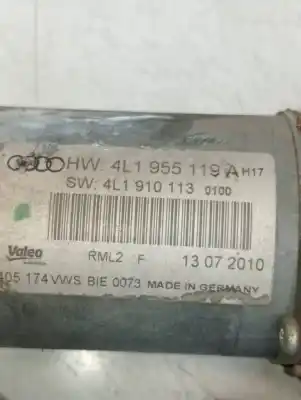 HW: 4L1 955 119 A H17
SW: 4L1 910 113 0100
Valeo RML2 F 13 07 2010
405 174 VWS BIE 0073 MADE IN GERMANY